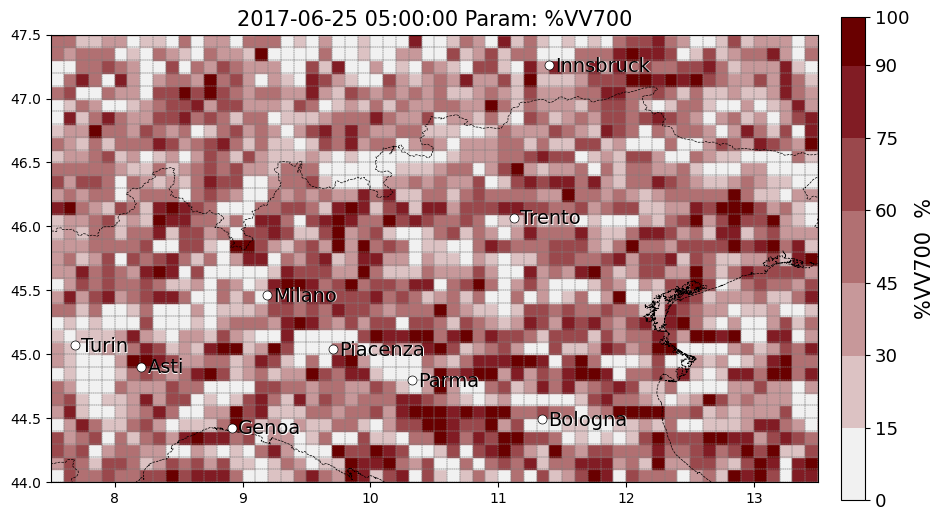 2017-06-25 05:00:00 Param: %VV700
47.5
47.0
46.5
46.0
45.5
45.0
44.5
44.0
8
9
10
11
12
13
Innsbruck
Trento
Milano
Turin
Piacenza
Asti
Parma
Bologna
Genoa
100
90
75
60
45
30
15
0
%VV700 %